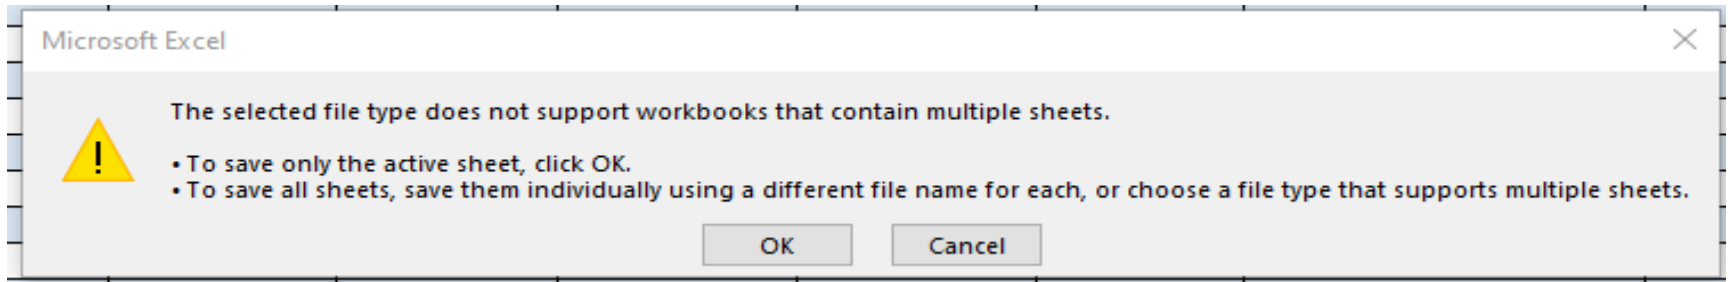 Microsoft Excel
The selected file type does not support workbooks that contain multiple sheets.
• To save only the active sheet, click OK.
• To save all sheets, save them individually using a different file name for each, or choose a file type that supports multiple sheets.
OK Cancel